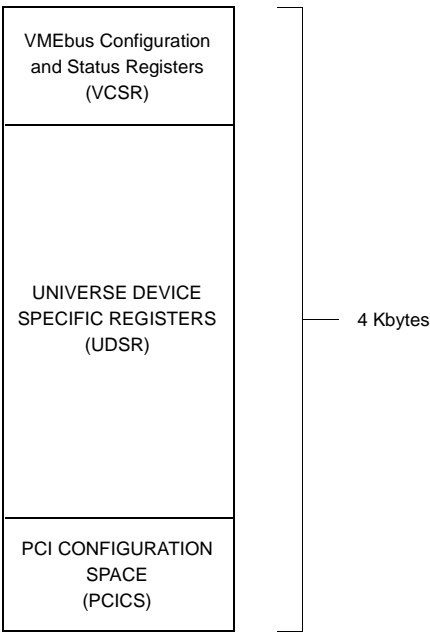 VMEbus Configuration
and Status Registers
(VCSR)
UNIVERSE DEVICE
SPECIFIC REGISTERS
(UDSR)
4 Kbytes
PCI CONFIGURATION
SPACE
(PCICS)